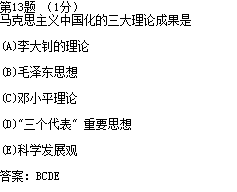 第13题 （1分）
马克思主义中国化的三大理论成果是
(A)李大钊的理论
(B)毛泽东思想
(C)邓小平理论
(D)“三个代表” 重要思想
(E)科学发展观
答案：BCDE